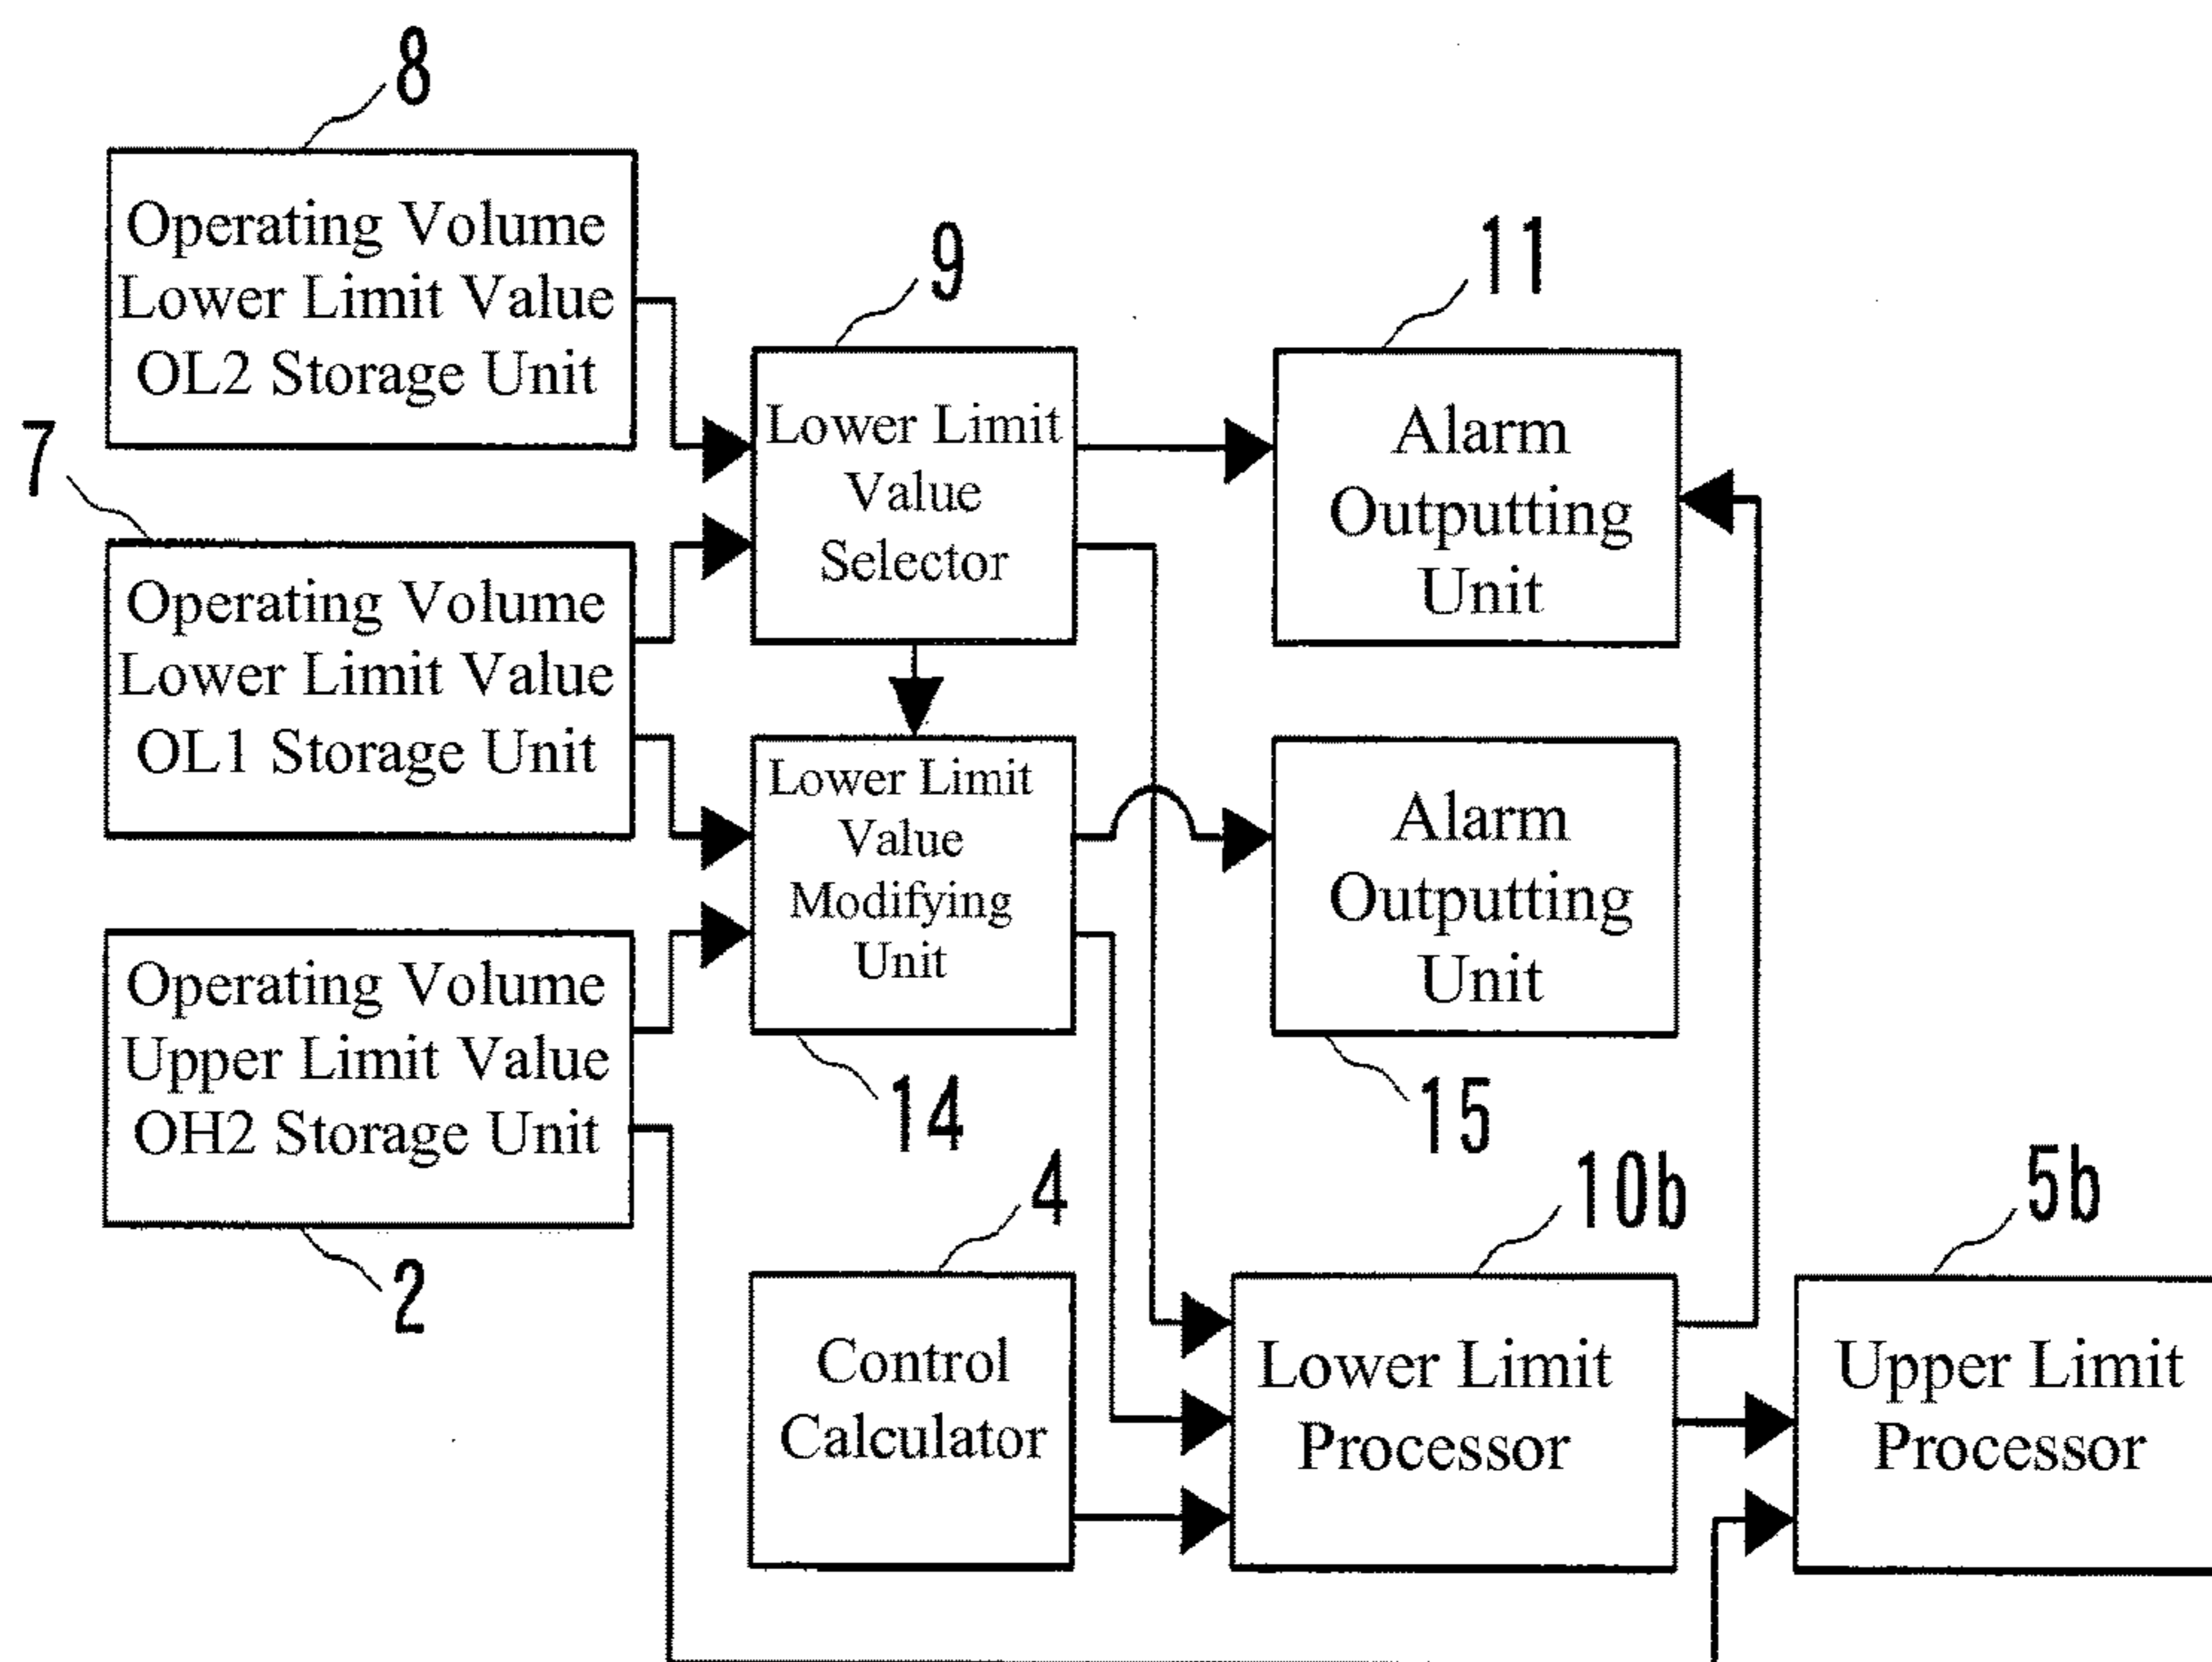 8
Operating Volume
Lower Limit Value
OL2 Storage Unit
9
Lower Limit
Value
Selector
11
Alarm
Outputting
Unit
7
Operating Volume
Lower Limit Value
OL1 Storage Unit
Lower Limit
Value
Modifying
Unit
14
Alarm
Outputting
Unit
15
Operating Volume
Upper Limit Value
OH2 Storage Unit
2
4
Control
Calculator
10b
Lower Limit
Processor
5b
Upper Limit
Processor